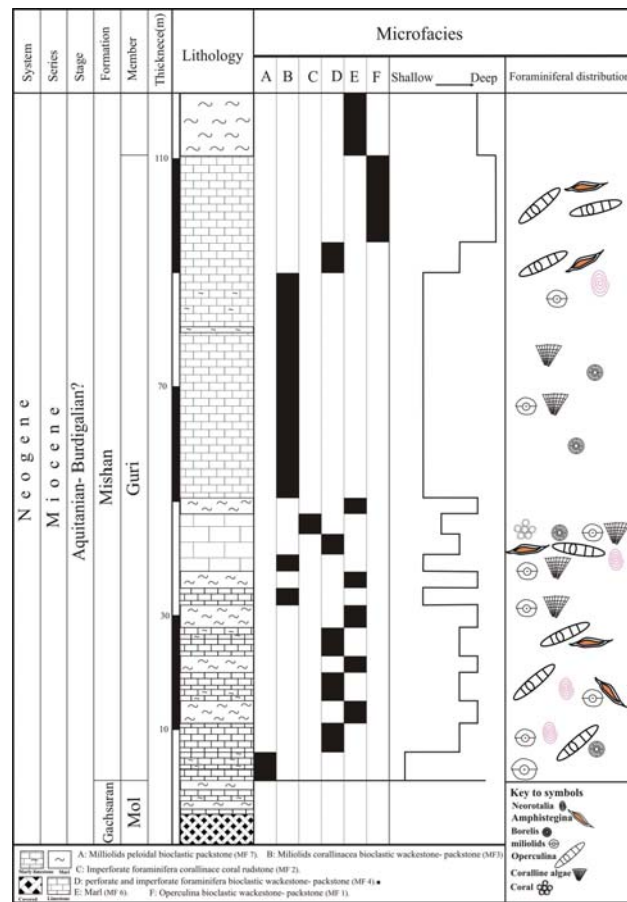 System
Series
Stage
Formation
Member
Thicknece(m)
Lithology
Microfacies
A B C D E F
Shallow Deep
Foraminiferal distribution
Neogene
Miocene
Aquitanian- Burdigalian?
Mishan
Guri
Gachsaran
Mol
110
70
30
10
Key to symbols
Neorotalia
Amphistegina
Borelis
miliolids
Operculina
Coralline algae
Coral
Marly-limestone Marl
Covered Limestone
A: Milliolids peloidal bioclastic packstone (MF 7). B: Miliolids corallinacea bioclastic wackestone- packstone (MF3)
C: Imperforate foraminifera corallinace coral rudstone (MF 2).
D: perforate and imperforate foraminifera bioclastic wackestone- packstone (MF 4).
E: Marl (MF 6). F: Operculina bioclastic wackestone- packstone (MF 1).